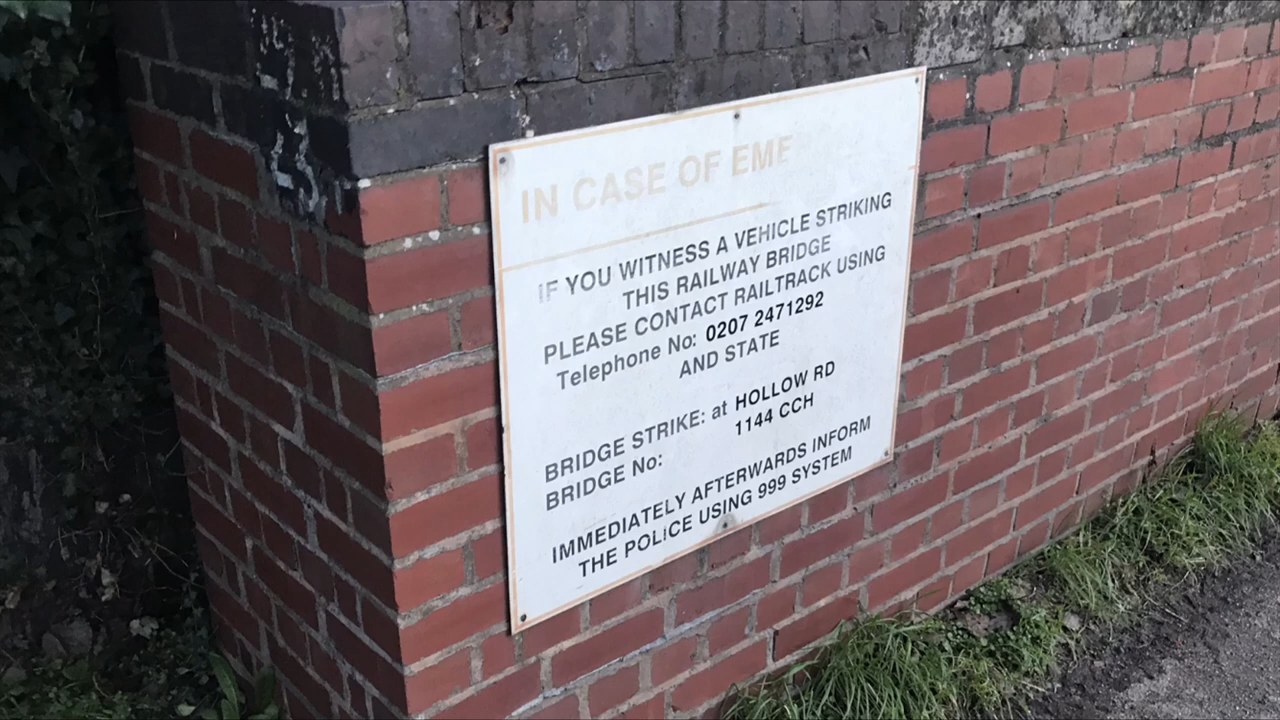 IN CASE OF EME
IF YOU WITNESS A VEHICLE STRIKING
THIS RAILWAY BRIDGE
PLEASE CONTACT RAILTRACK USING
Telephone No: 0207 2471292
AND STATE
BRIDGE STRIKE: at HOLLOW RD
BRIDGE No: 1144 CCH
IMMEDIATELY AFTERWARDS INFORM
THE POLICE USING 999 SYSTEM